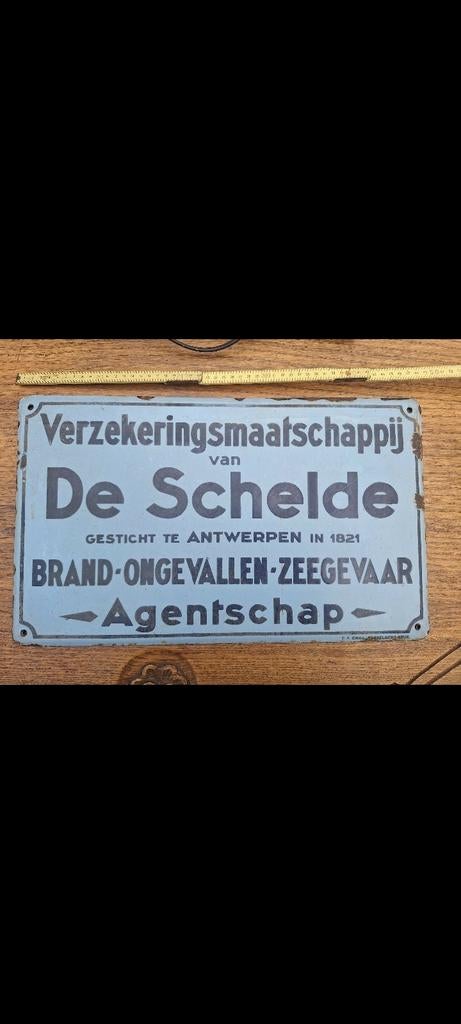 Verzekeringsmaatschappij
van
De Schelde
GESTICHT TE ANTWERPEN IN 1821
BRAND-ONGEVALLEN-ZEEGEVAAR
Agentschap